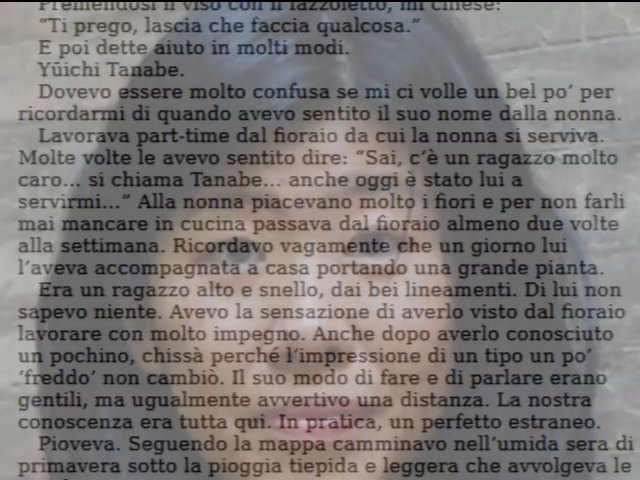 Premendosi il viso con il fazzoletto, mi chiese:
“Ti prego, lascia che faccia qualcosa.”
E poi dette aiuto in molti modi.
Yūichi Tanabe.
Dovevo essere molto confusa se mi ci volle un bel po’ per
ricordarmi di quando avevo sentito il suo nome dalla nonna.
Lavorava part-time dal fioraio da cui la nonna si serviva.
Molte volte le avevo sentito dire: “Sai, c’è un ragazzo molto
caro... si chiama Tanabe... anche oggi è stato lui a
servirmi...” Alla nonna piacevano molto i fiori e per non farli
mai mancare in cucina passava dal fioraio almeno due volte
alla settimana. Ricordavo vagamente che un giorno lui
l’aveva accompagnata a casa portando una grande pianta.
Era un ragazzo alto e snello, dai bei lineamenti. Di lui non
sapevo niente. Avevo la sensazione di averlo visto dal fioraio
lavorare con molto impegno. Anche dopo averlo conosciuto
un pochino, chissà perché l’impressione di un tipo un po’
‘freddo’ non cambiò. Il suo modo di fare e di parlare erano
gentili, ma ugualmente avvertivo una distanza. La nostra
conoscenza era tutta qui. In pratica, un perfetto estraneo.
Pioveva. Seguendo la mappa camminavo nell’umida sera di
primavera sotto la pioggia tiepida e leggera che avvolgeva le